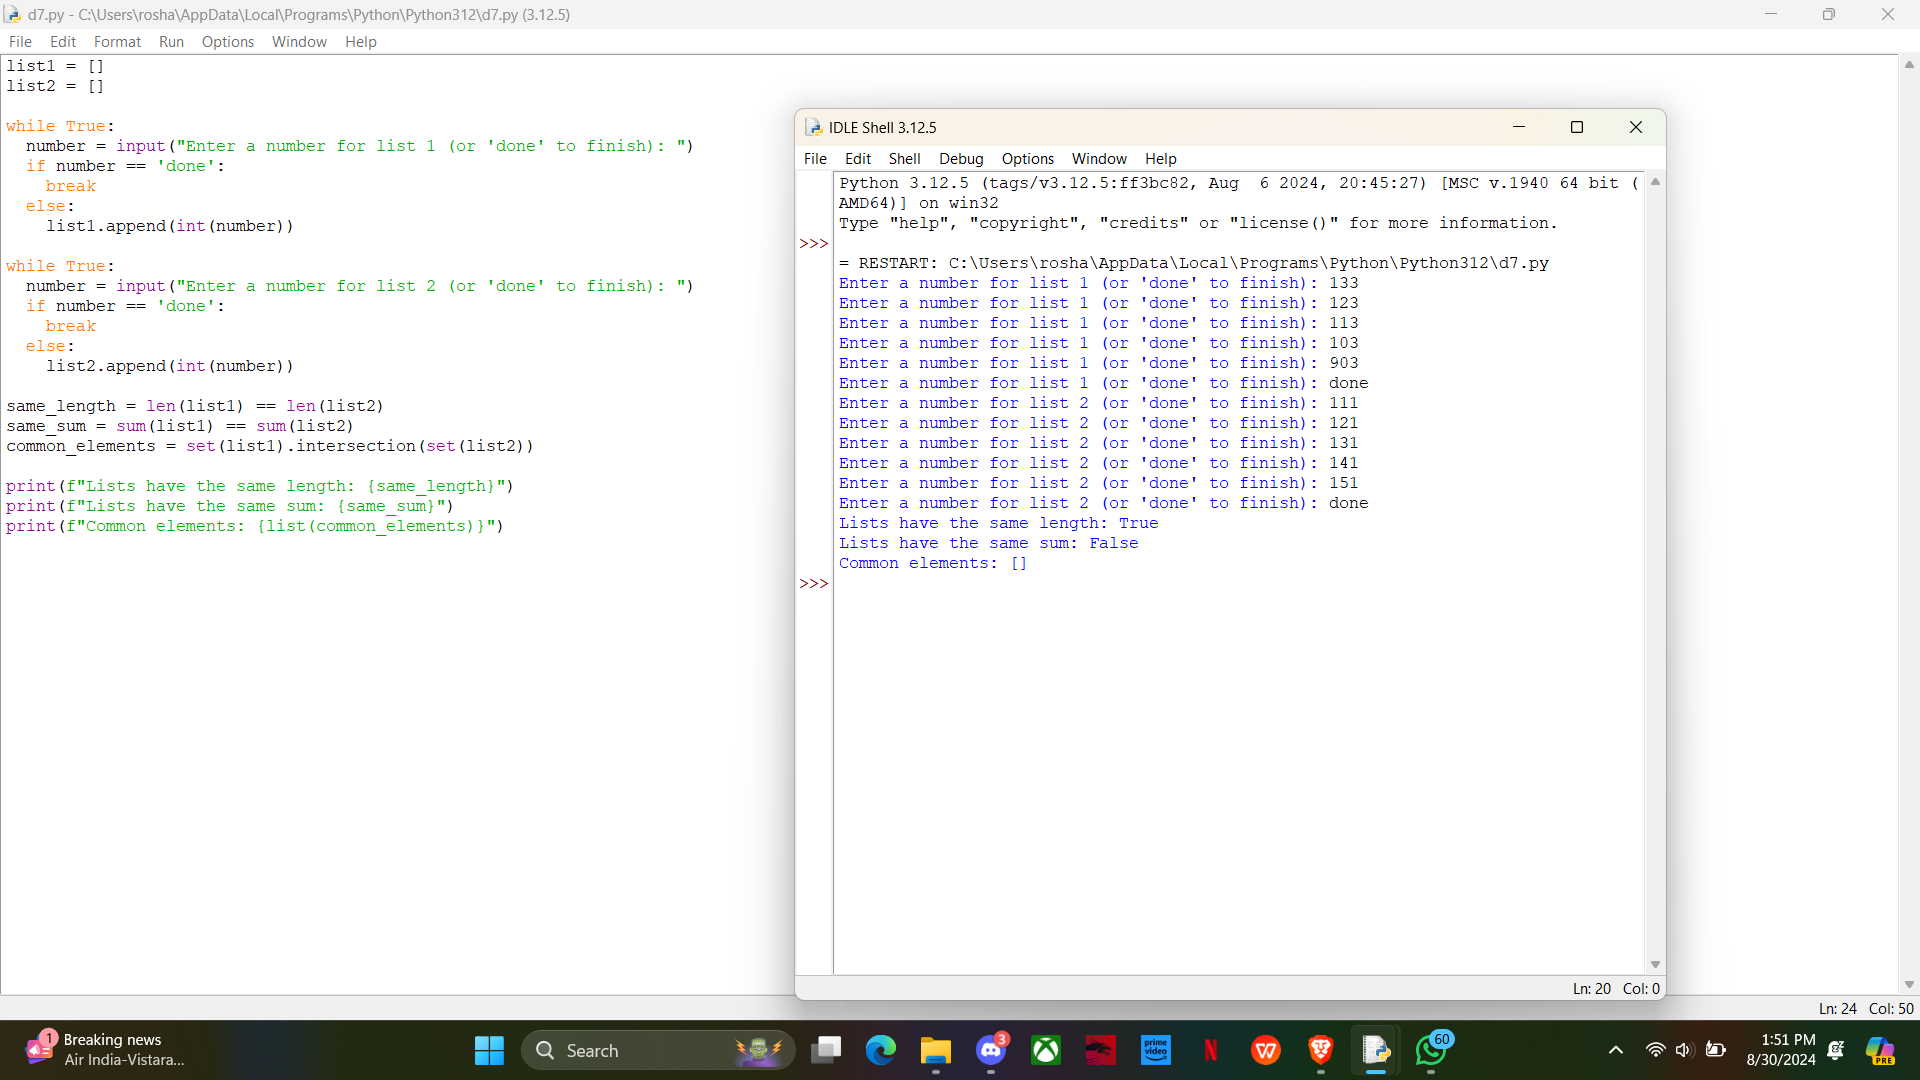 d7.py - C:\Users\rosha\AppData\Local\Programs\Python\Python312\d7.py (3.12.5)
File Edit Format Run Options Window Help
list1 = []
list2 = []
while True:
  number = input("Enter a number for list 1 (or 'done' to finish): ")
  if number == 'done':
    break
  else:
    list1.append(int(number))
while True:
  number = input("Enter a number for list 2 (or 'done' to finish): ")
  if number == 'done':
    break
  else:
    list2.append(int(number))
same_length = len(list1) == len(list2)
same_sum = sum(list1) == sum(list2)
common_elements = set(list1).intersection(set(list2))
print(f"Lists have the same length: {same_length}")
print(f"Lists have the same sum: {same_sum}")
print(f"Common elements: {list(common_elements)}")
IDLE Shell 3.12.5
File Edit Shell Debug Options Window Help
Python 3.12.5 (tags/v3.12.5:ff3bc82, Aug  6 2024, 20:45:27) [MSC v.1940 64 bit (
AMD64)] on win32
Type "help", "copyright", "credits" or "license()" for more information.
>>>
= RESTART: C:\Users\rosha\AppData\Local\Programs\Python\Python312\d7.py
Enter a number for list 1 (or 'done' to finish): 133
Enter a number for list 1 (or 'done' to finish): 123
Enter a number for list 1 (or 'done' to finish): 113
Enter a number for list 1 (or 'done' to finish): 103
Enter a number for list 1 (or 'done' to finish): 903
Enter a number for list 1 (or 'done' to finish): done
Enter a number for list 2 (or 'done' to finish): 111
Enter a number for list 2 (or 'done' to finish): 121
Enter a number for list 2 (or 'done' to finish): 131
Enter a number for list 2 (or 'done' to finish): 141
Enter a number for list 2 (or 'done' to finish): 151
Enter a number for list 2 (or 'done' to finish): done
Lists have the same length: True
Lists have the same sum: False
Common elements: []
>>>
Ln: 20 Col: 0
Ln: 24 Col: 50
1
Breaking news
Air India-Vistara...
Search
3
prime video
N
W
60
1:51 PM
8/30/2024
PRE